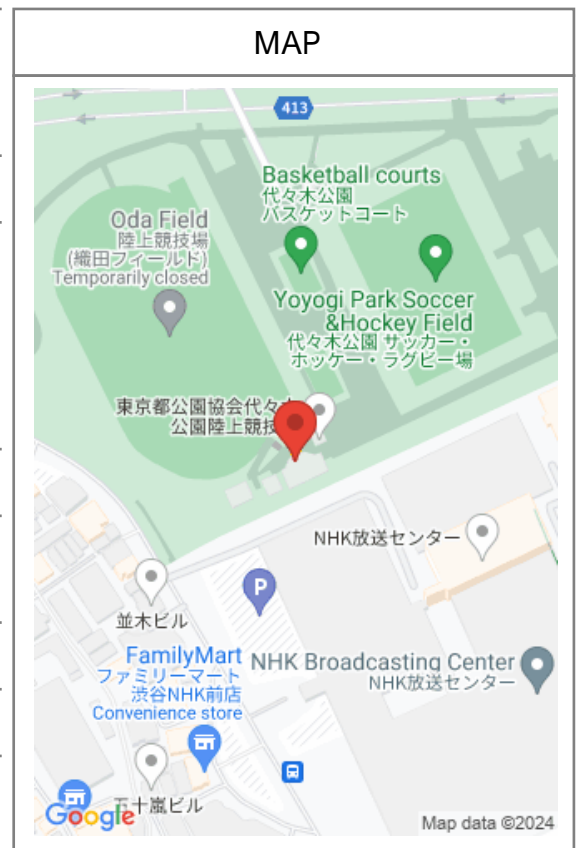 MAP
413
Basketball courts
代々木公園
バスケットコート
Oda Field
陸上競技場
(織田フィールド)
Temporarily closed
Yoyogi Park Soccer
&Hockey Field
代々木公園 サッカー・
ホッケー・ラグビー場
東京都公園協会代々
公園陸上競技
NHK放送センター
P
並木ビル
FamilyMart
ファミリーマート
渋谷NHK前店
Convenience store
NHK Broadcasting Center
NHK放送センター
十嵐ビル
Google
Map data ©2024